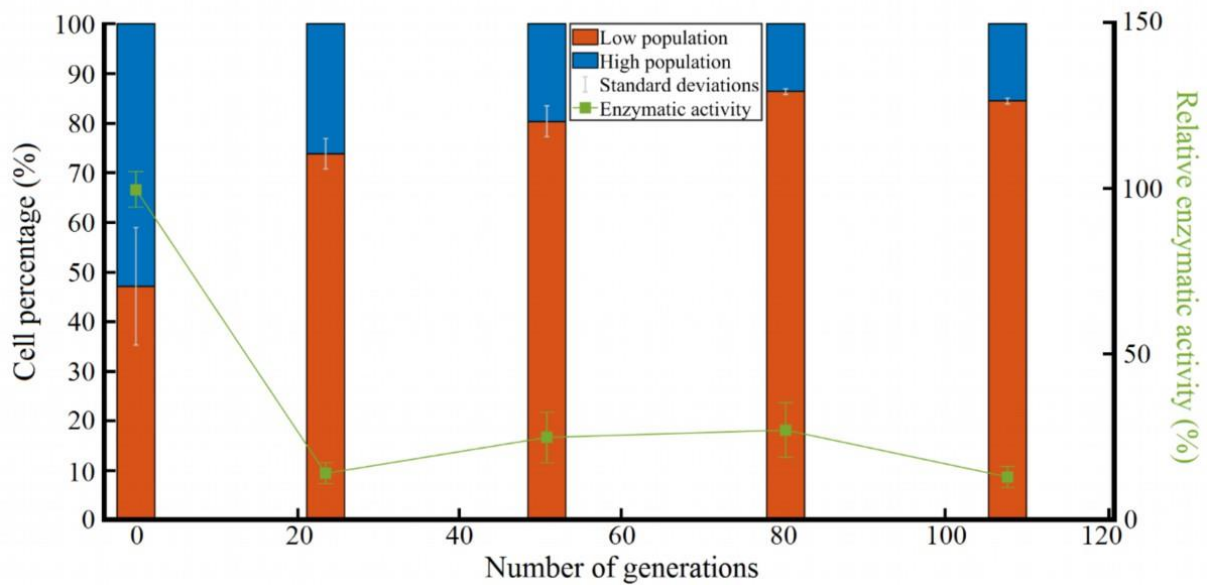 100
90
80
70
60
50
40
30
20
10
0
Cell percentage (%)
Low population
High population
Standard deviations
Enzymatic activity
150
100
50
0
Relative enzymatic activity (%)
0 20 40 60 80 100 120
Number of generations